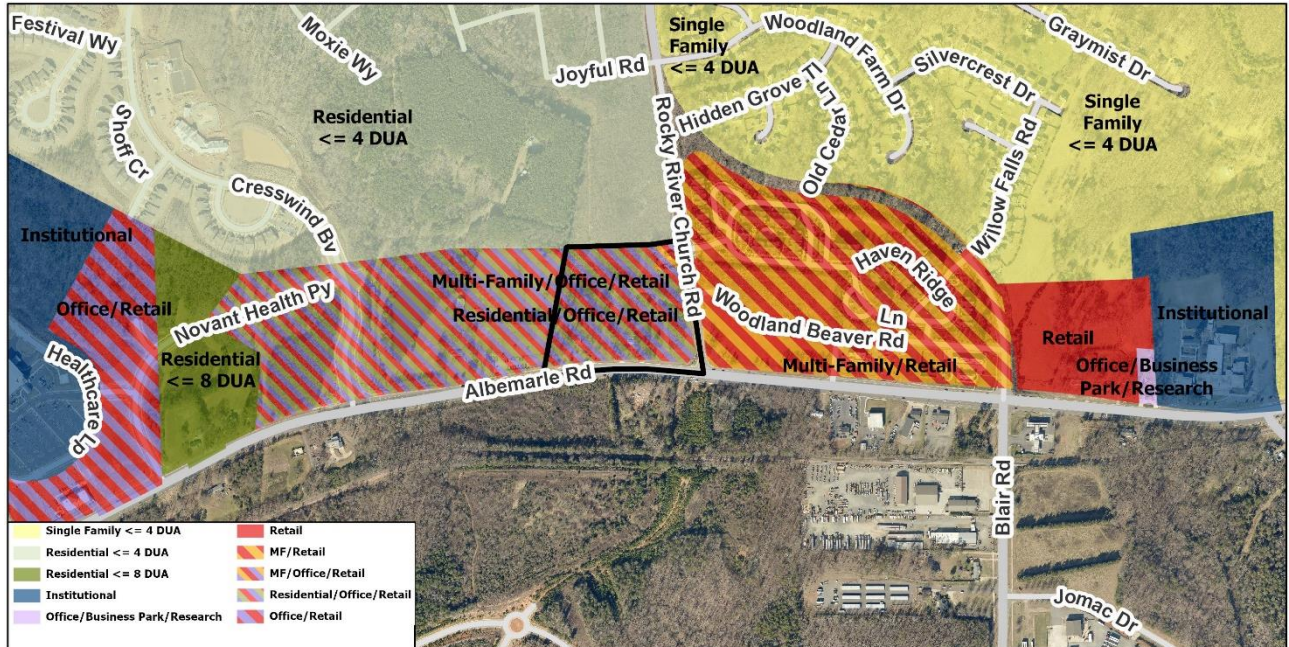 Festival Wy
Moxie Wy
Joyful Rd
Single
Family
<= 4 DUA
Woodland Farm Dr
Graymist Dr
Silvercrest Dr
Hidden Grove Tl
Old Cedar Ln
Rocky River Church Rd
Single
Family
<= 4 DUA
Willow Falls Rd
Residential
<= 4 DUA
Shoff Cr
Cresswind Bv
Institutional
Office/Retail
Novant Health Py
Multi-Family/Office/Retail
Residential/Office/Retail
Haven Ridge
Ln
Woodland Beaver Rd
Multi-Family/Retail
Retail
Institutional
Office/Business
Park/Research
Healthcare Lp
Residential
<= 8 DUA
Albemarle Rd
Blair Rd
Jomac Dr
Single Family <= 4 DUA
Residential <= 4 DUA
Residential <= 8 DUA
Institutional
Office/Business Park/Research
Retail
MF/Retail
MF/Office/Retail
Residential/Office/Retail
Office/Retail